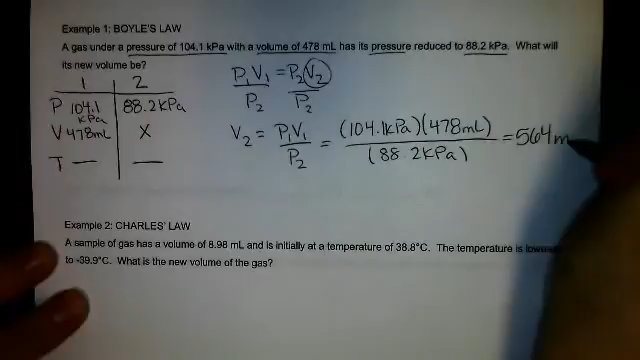 Example 1: BOYLE'S LAW
A gas under a pressure of 104.1 kPa with a volume of 478 mL has its pressure reduced to 88.2 kPa. What will
its new volume be?
1 2
P 104.1 kPa 88.2 kPa
V 478mL X
T — —
P₁V₁ = P₂V₂
P₂ P₂
V₂ = P₁V₁ / P₂ = (104.1kPa)(478mL) / (88.2kPa) = 564m
Example 2: CHARLES' LAW
A sample of gas has a volume of 8.98 mL and is initially at a temperature of 38.8°C. The temperature is
to -39.9°C. What is the new volume of the gas?